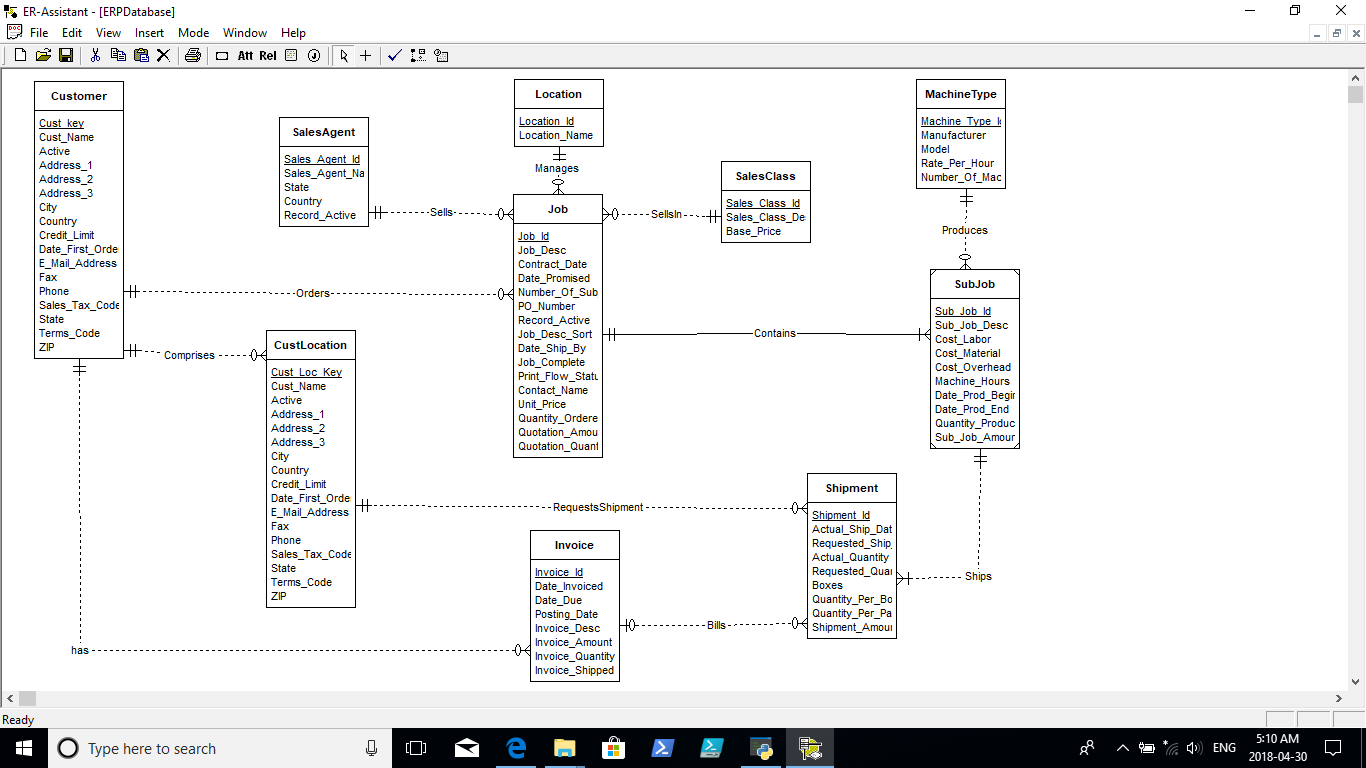 ER-Assistant - [ERPDatabase]
File Edit View Insert Mode Window Help
Att Rel J
Customer
Cust_key
Cust_Name
Active
Address_1
Address_2
Address_3
City
Country
Credit_Limit
Date_First_Orde
E_Mail_Address
Fax
Phone
Sales_Tax_Code
State
Terms_Code
ZIP
SalesAgent
Sales_Agent_Id
Sales_Agent_Na
State
Country
Record_Active
Location
Location_Id
Location_Name
Manages
Sells
SellsIn
SalesClass
Sales_Class_Id
Sales_Class_De
Base_Price
MachineType
Machine_Type_Id
Manufacturer
Model
Rate_Per_Hour
Number_Of_Mac
Produces
Job
Job_Id
Job_Desc
Contract_Date
Date_Promised
Number_Of_Sub
PO_Number
Record_Active
Job_Desc_Sort
Date_Ship_By
Job_Complete
Print_Flow_Statu
Contact_Name
Unit_Price
Quantity_Ordere
Quotation_Amou
Quotation_Quant
Orders
Comprises
Contains
SubJob
Sub_Job_Id
Sub_Job_Desc
Cost_Labor
Cost_Material
Cost_Overhead
Machine_Hours
Date_Prod_Begin
Date_Prod_End
Quantity_Produc
Sub_Job_Amour
CustLocation
Cust_Loc_Key
Cust_Name
Active
Address_1
Address_2
Address_3
City
Country
Credit_Limit
Date_First_Orde
E_Mail_Address
Fax
Phone
Sales_Tax_Code
State
Terms_Code
ZIP
RequestsShipment
Shipment
Shipment_Id
Actual_Ship_Dat
Requested_Ship_
Actual_Quantity
Requested_Quar
Boxes
Quantity_Per_Bo
Quantity_Per_Pa
Shipment_Amour
Ships
Invoice
Invoice_Id
Date_Invoiced
Date_Due
Posting_Date
Invoice_Desc
Invoice_Amount
Invoice_Quantity
Invoice_Shipped
Bills
has
Ready
Type here to search
ENG
5:10 AM
2018-04-30